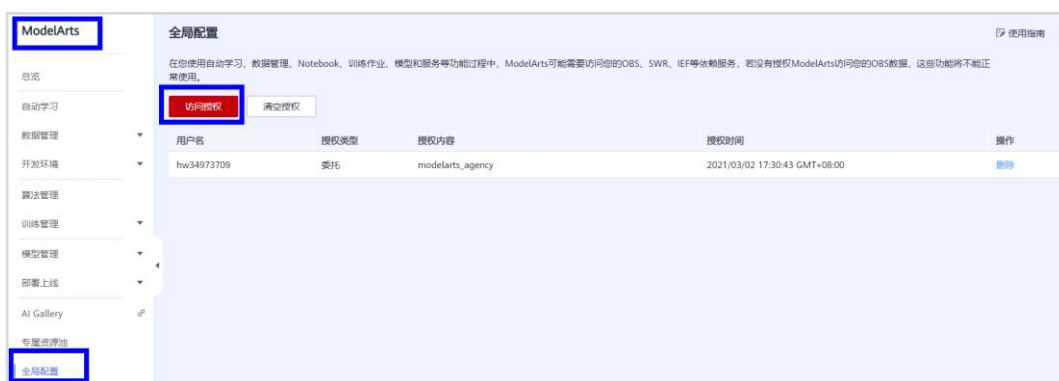 ModelArts
全局配置
使用指南
在您使用自动学习、数据管理、Notebook、训练作业、模型和服务等功能过程中，ModelArts可能需要访问您的OBS、SWR、IEF等依赖服务，若没有授权ModelArts访问您的OBS数据，这些功能将不能正
常使用。
总览
自动学习
访问授权
清空授权
数据管理
用户名
授权类型
授权内容
授权时间
操作
开发环境
hw34973709
委托
modelarts_agency
2021/03/02 17:30:43 GMT+08:00
删除
算法管理
训练管理
模型管理
部署上线
AI Gallery
专属资源池
全局配置